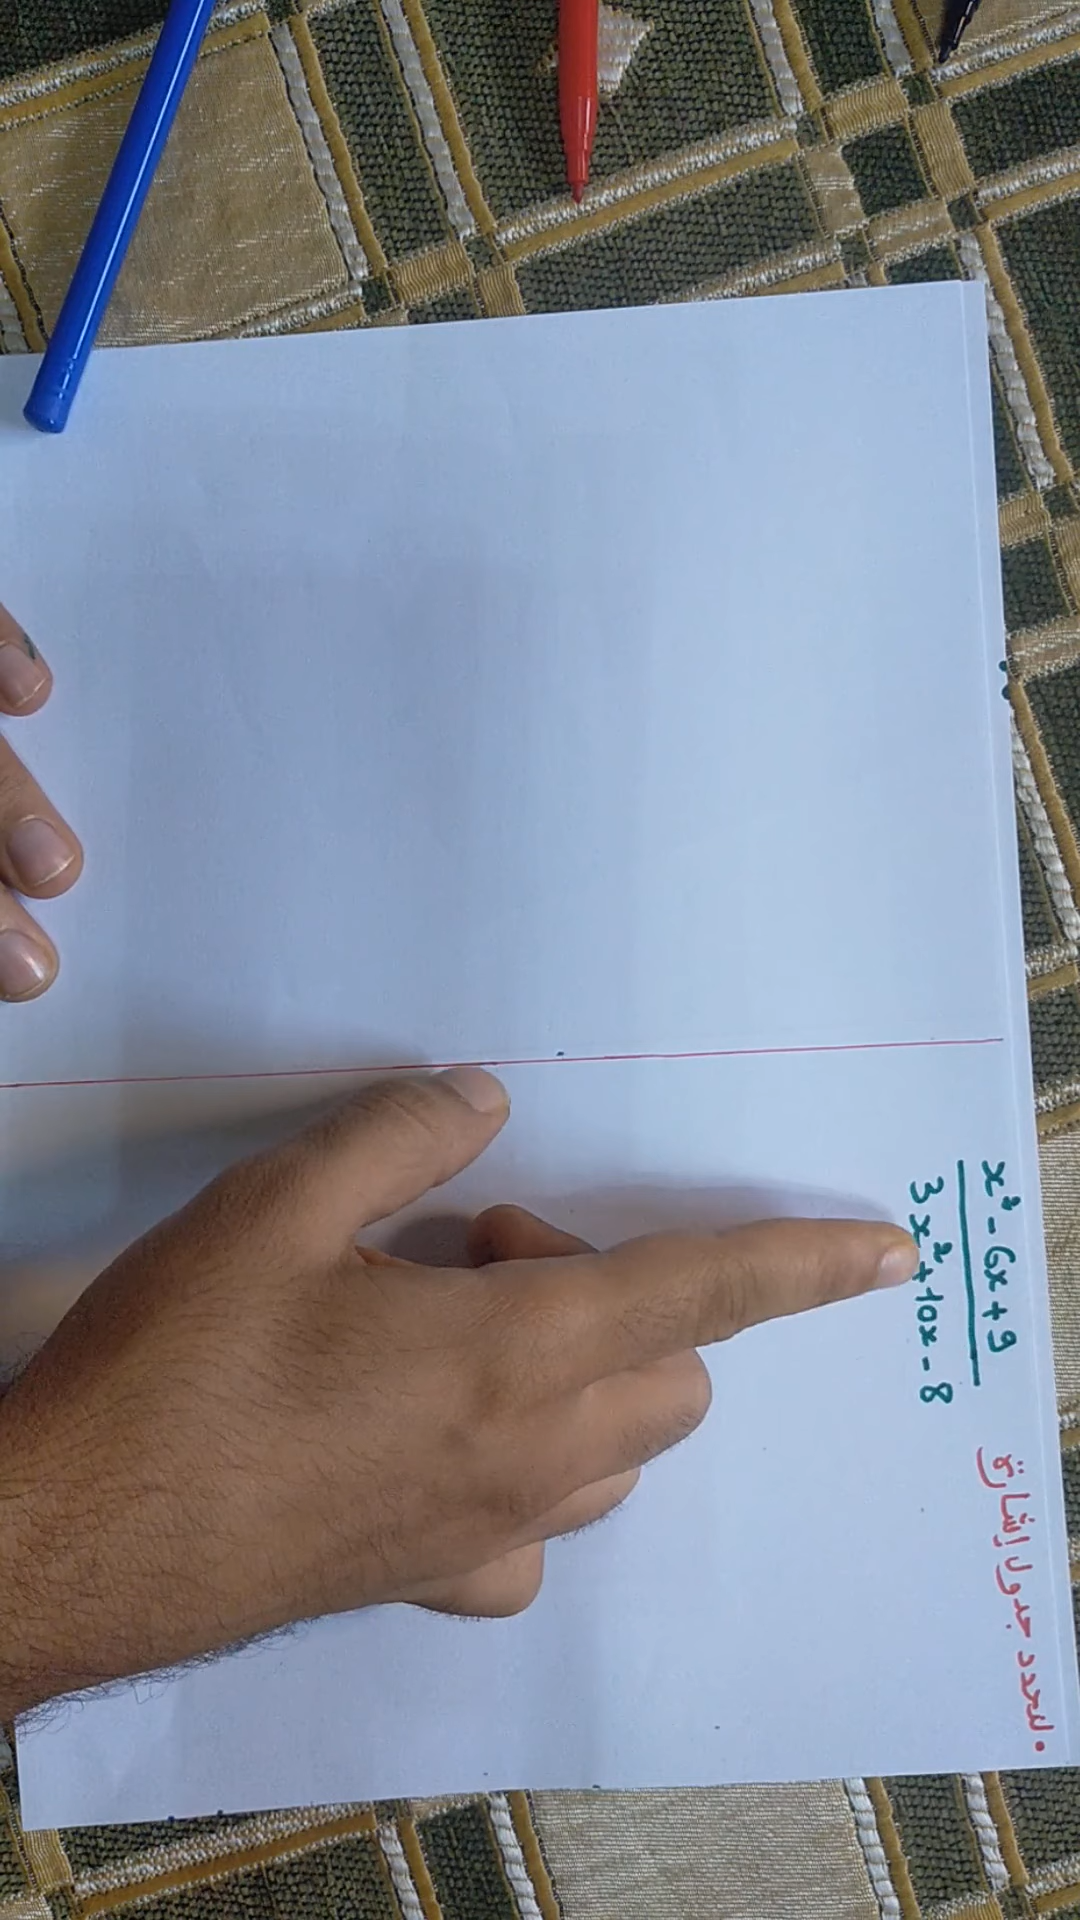 • لنحدد جدول إشارة
x² - 6x + 9
3x² + 10x - 8